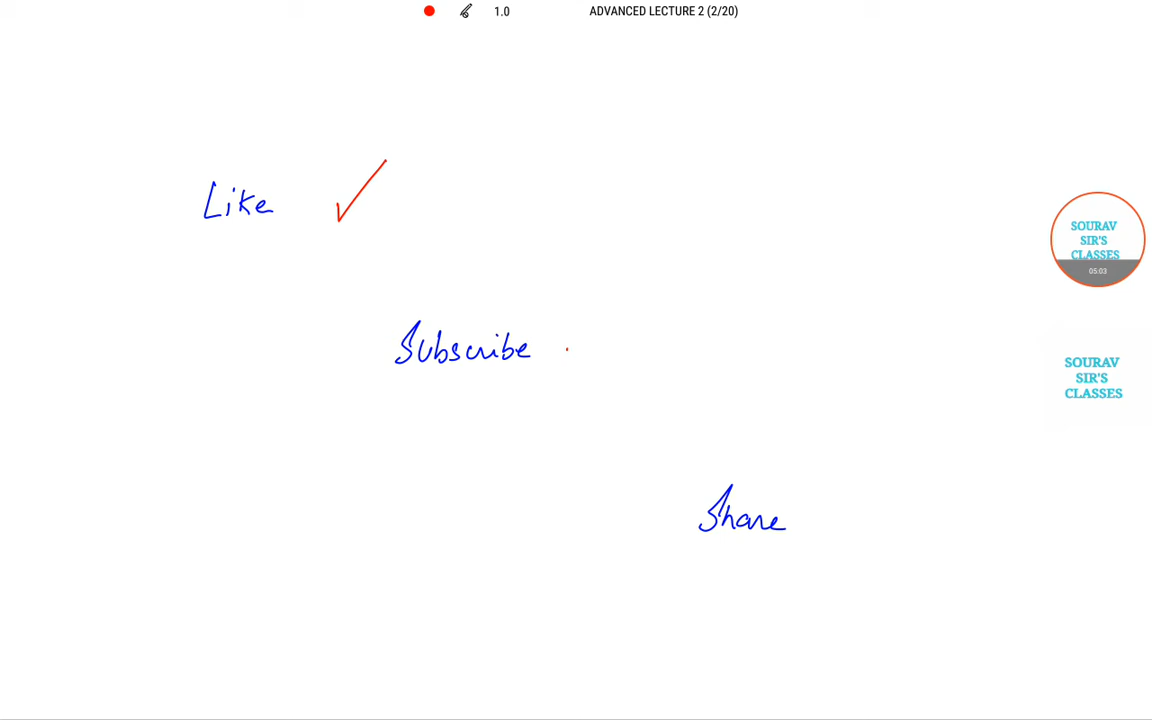 1.0 ADVANCED LECTURE 2 (2/20)
Like
SOURAV
SIR'S
CLASSES
05:03
Subscribe
SOURAV
SIR'S
CLASSES
Share